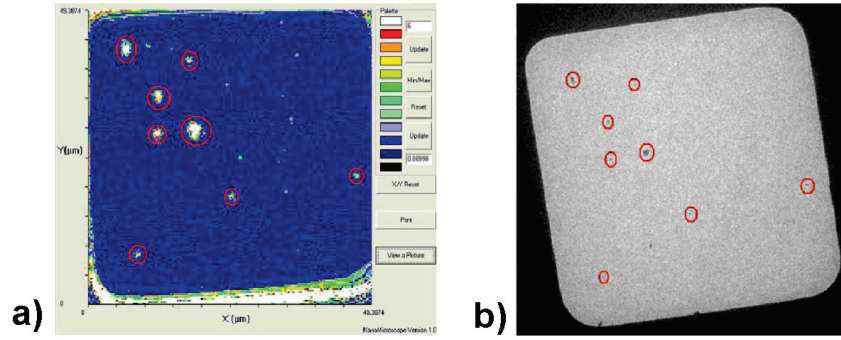 49.3874
Y(µm)
0
0
X (µm)
49.3874
Palette
6
Update
Min/Max
Reset
Update
0.00998
X/Y Reset
Print
View a Picture
NanoMicroscope Version 1.0
a)
b)